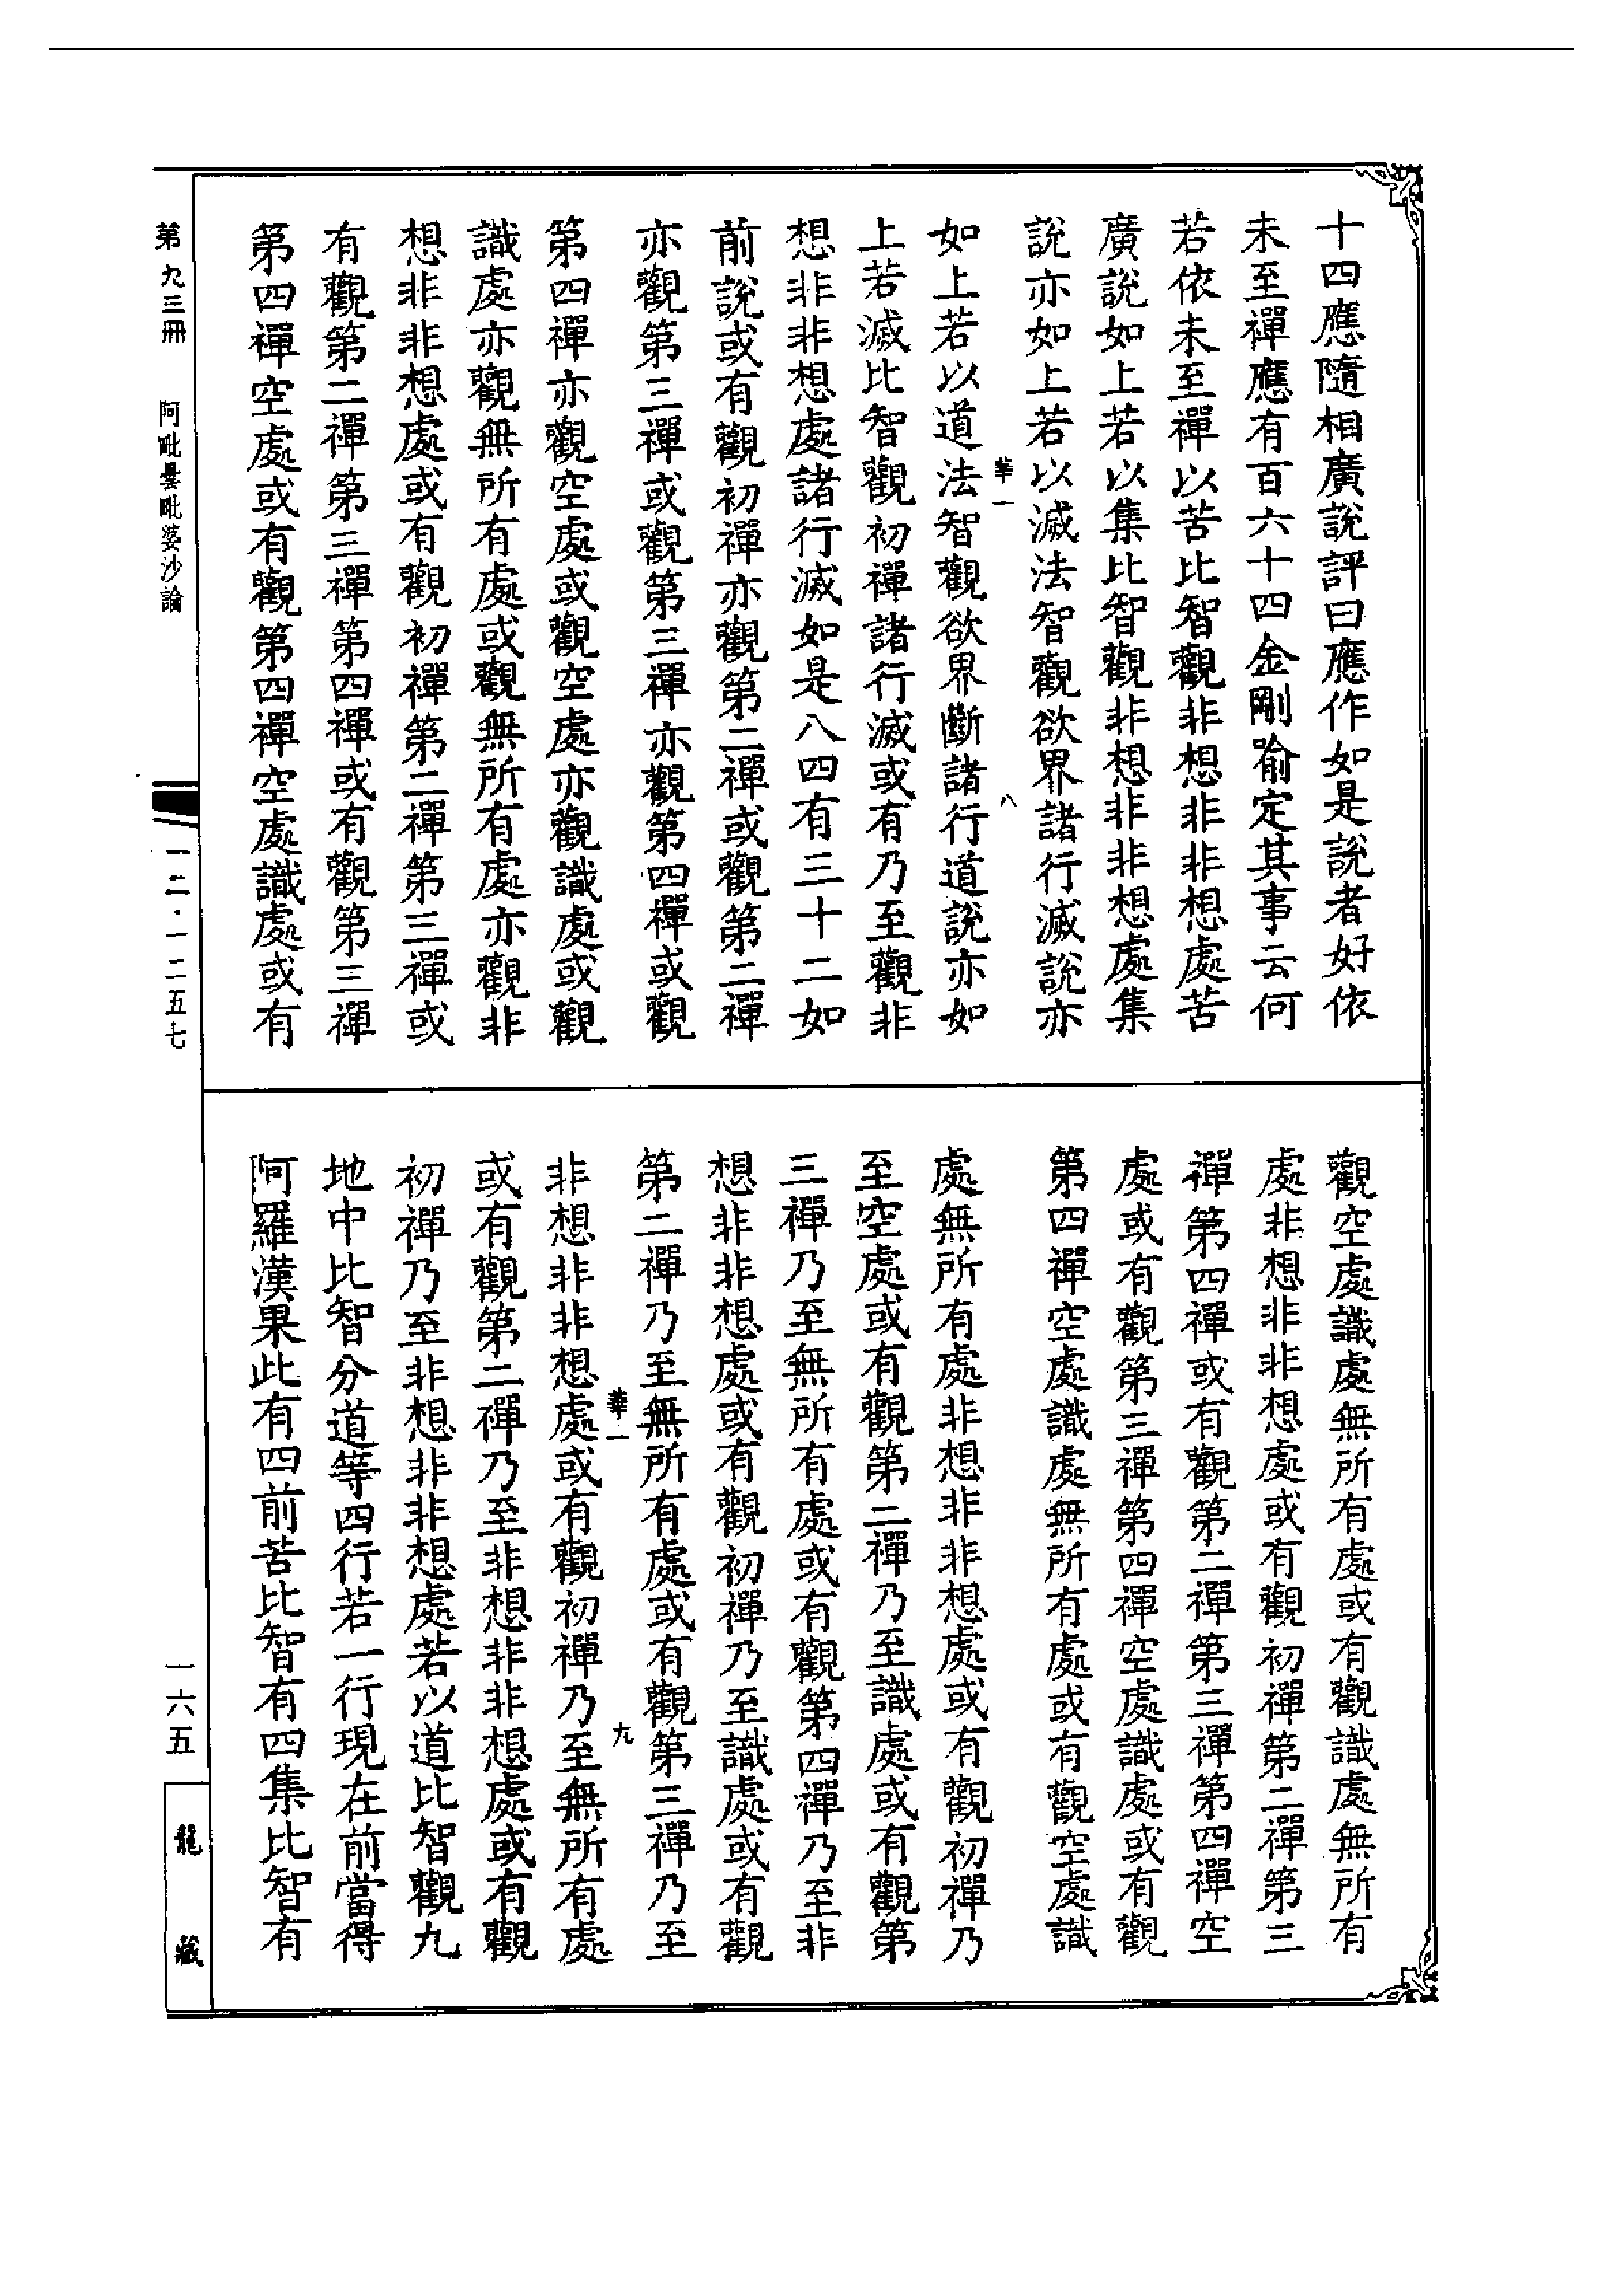 十四應隨相廣說評曰應作如是說者好依
未至禪應有百六十四金剛喻定其事云何
若依未至禪以苦比智觀非想非非想處苦
廣說如上若以集比智觀非想非非想處集
說亦如上若以滅法智觀欲界諸行滅說亦
華一
八
如上若以道法智觀欲界斷諸行道說亦如
上若滅比智觀初禪諸行滅或有乃至觀非
想非非想處諸行滅如是八四有三十二如
前說或有觀初禪亦觀第二禪或觀第二禪
亦觀第三禪或觀第三禪亦觀第四禪或觀
第四禪亦觀空處或觀空處亦觀識處或觀
識處亦觀無所有處或觀無所有處亦觀非
想非非想處或有觀初禪第二禪第三禪或
有觀第二禪第三禪第四禪或有觀第三禪
第四禪空處或有觀第四禪空處識處或有
觀空處識處無所有處或有觀識處無所有
處非想非非想處或有觀初禪第二禪第三
禪第四禪或有觀第二禪第三禪第四禪空
處或有觀第三禪第四禪空處識處或有觀
第四禪空處識處無所有處或有觀空處識
處無所有處非想非非想處或有觀初禪乃
至空處或有觀第二禪乃至識處或有觀第
三禪乃至無所有處或有觀第四禪乃至非
想非非想處或有觀初禪乃至識處或有觀
第二禪乃至無所有處或有觀第三禪乃至
華一
九
非想非非想處或有觀初禪乃至無所有處
或有觀第二禪乃至非想非非想處或有觀
初禪乃至非想非非想處若以道比智觀九
地中比智分道等四行若一行現在前當得
阿羅漢果此有四前苦比智有四集比智有
第九三冊
阿毗曇毗婆沙論
一二·一二五七
一六五
龍藏